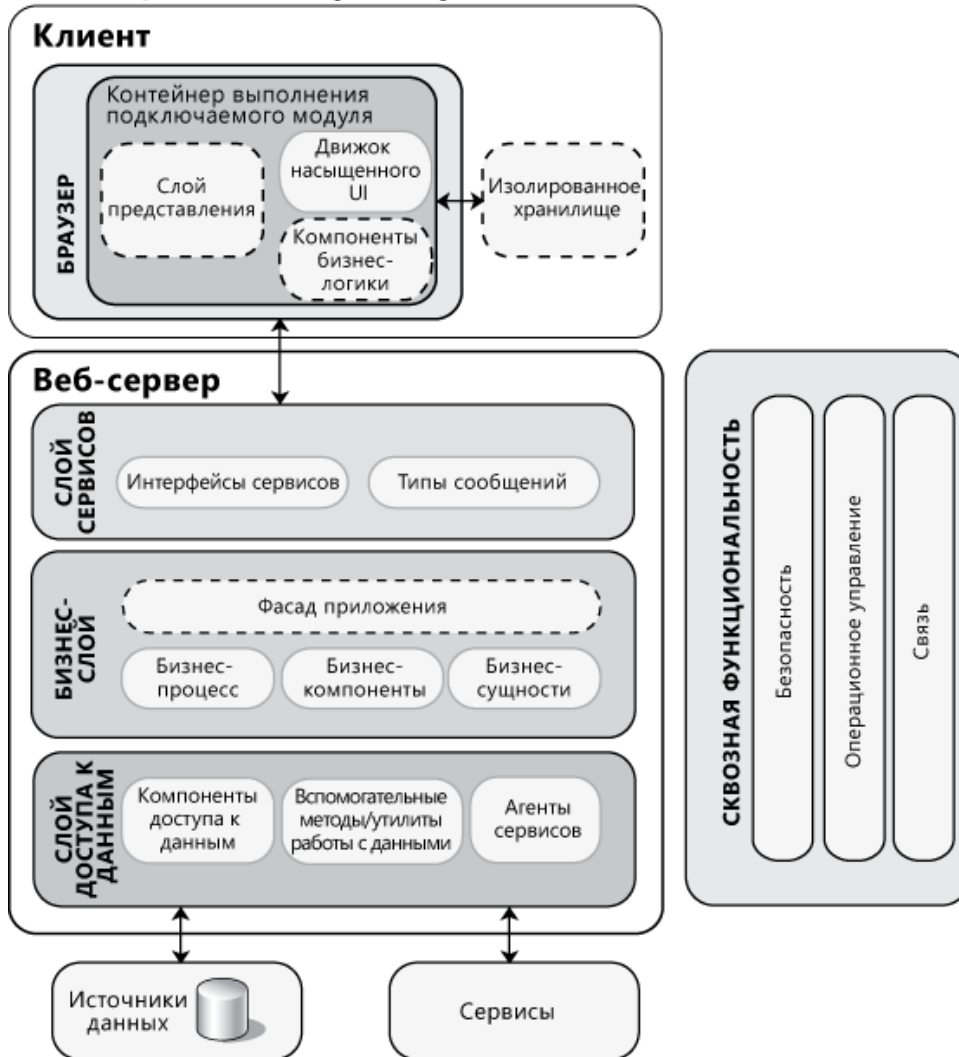 Клиент
БРАУЗЕР
Контейнер выполнения
подключаемого модуля
Слой
представления
Движок
насыщенного
UI
Компоненты
бизнес-
логики
Изолированное
хранилище
Веб-сервер
СЛОЙ
СЕРВИСОВ
Интерфейсы сервисов
Типы сообщений
БИЗНЕС-
СЛОЙ
Фасад приложения
Бизнес-
процесс
Бизнес-
компоненты
Бизнес-
сущности
СЛОЙ
ДОСТУПА К
ДАННЫМ
Компоненты
доступа к
данным
Вспомогательные
методы/утилиты
работы с данными
Агенты
сервисов
Источники
данных
Сервисы
СКВОЗНАЯ ФУНКЦИОНАЛЬНОСТЬ
Безопасность
Операционное управление
Связь